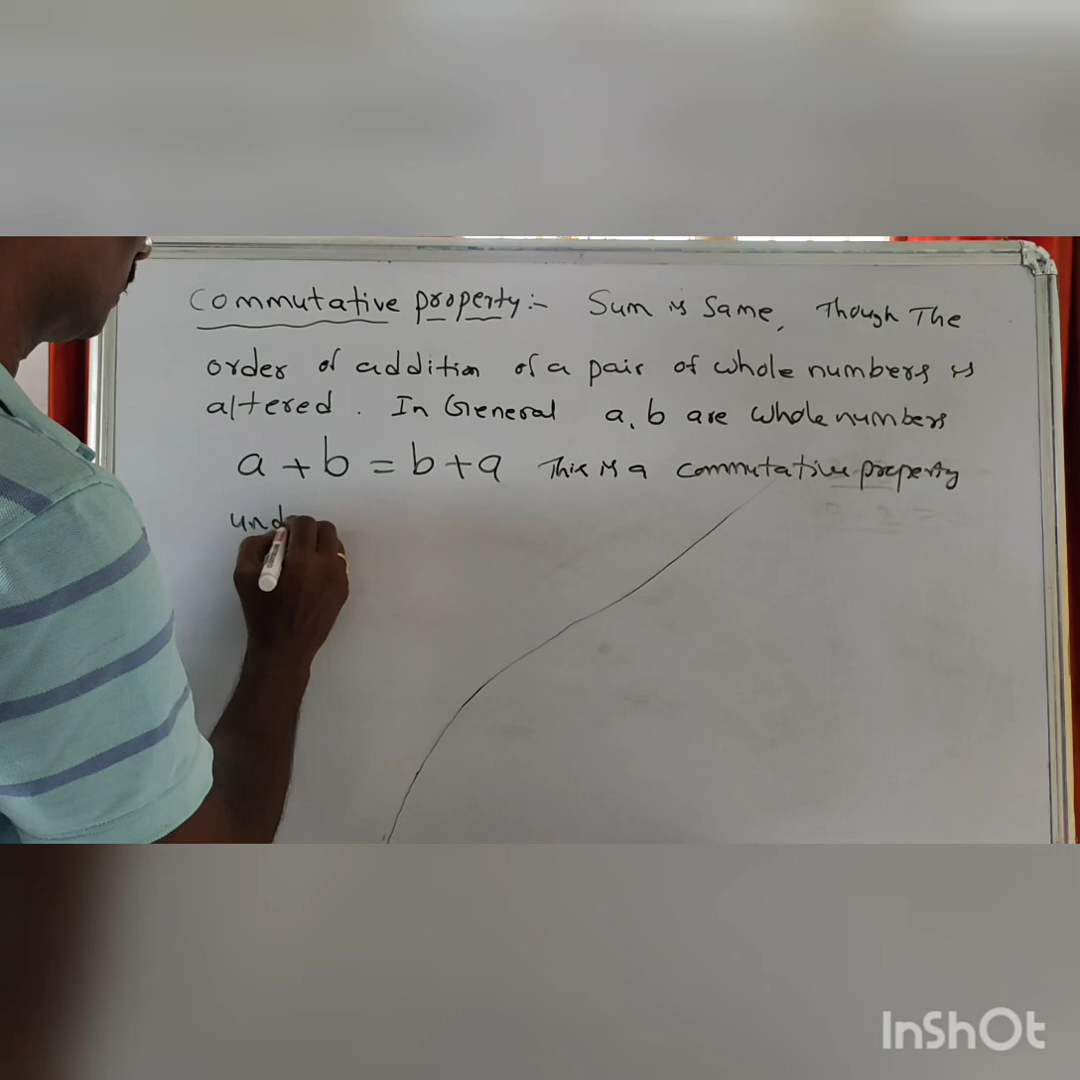 Commutative property:- Sum is same, Though The
order of addition of a pair of whole numbers is
altered. In General a, b are whole numbers
a + b = b + a This is a commutative property
und
InShOt